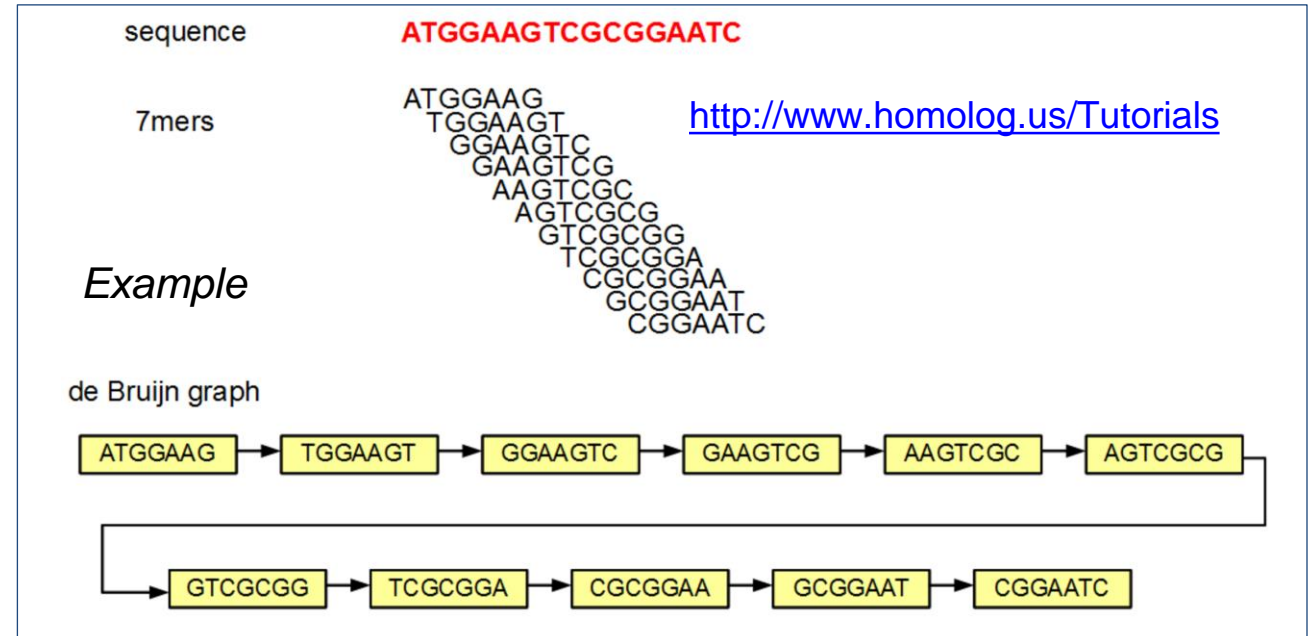 sequence ATGGAAGTCGCGGAATC
7mers
ATGGAAG
TGGAAGT
GGAAGTC
GAAGTCG
AAGTCGC
AGTCGCG
GTCGCGG
TCGCGGA
CGCGGAA
GCGGAAT
CGGAATC
http://www.homolog.us/Tutorials
Example
de Bruijn graph
ATGGAAG TGGAAGT GGAAGTC GAAGTCG AAGTCGC AGTCGCG
GTCGCGG TCGCGGA CGCGGAA GCGGAAT CGGAATC